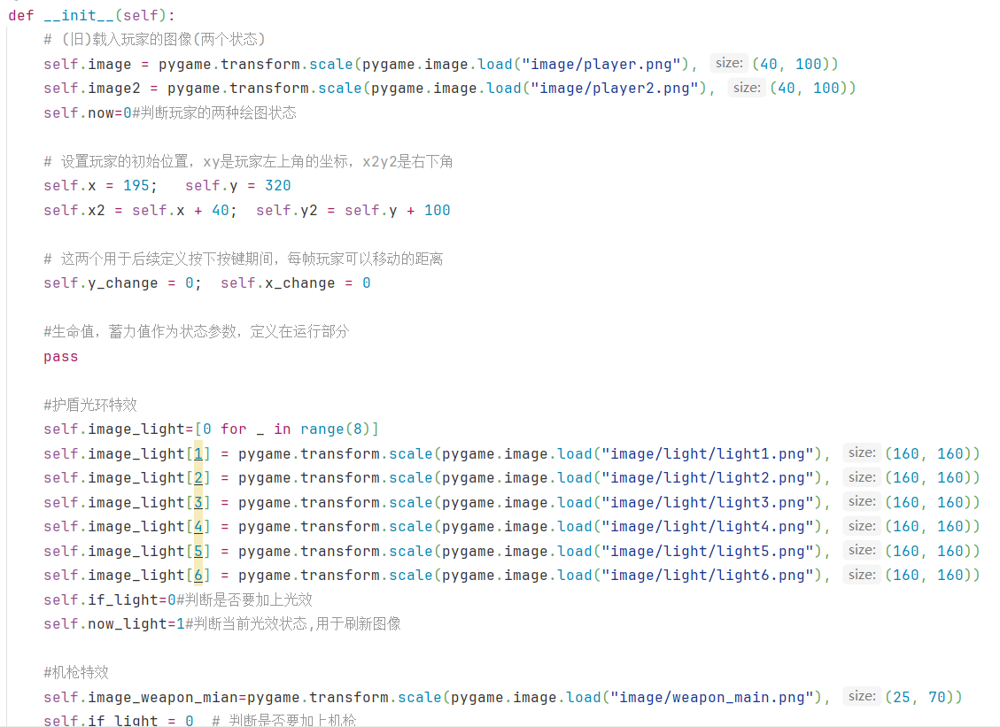 def __init__(self):
# (旧)载入玩家的图像(两个状态)
self.image = pygame.transform.scale(pygame.image.load("image/player.png"), size: (40, 100))
self.image2 = pygame.transform.scale(pygame.image.load("image/player2.png"), size: (40, 100))
self.now=0#判断玩家的两种绘图状态
# 设置玩家的初始位置，xy是玩家左上角的坐标，x2y2是右下角
self.x = 195;   self.y = 320
self.x2 = self.x + 40;  self.y2 = self.y + 100
# 这两个用于后续定义按下按键期间，每帧玩家可以移动的距离
self.y_change = 0;  self.x_change = 0
#生命值，蓄力值作为状态参数，定义在运行部分
pass
#护盾光环特效
self.image_light=[0 for _ in range(8)]
self.image_light[1] = pygame.transform.scale(pygame.image.load("image/light/light1.png"), size: (160, 160))
self.image_light[2] = pygame.transform.scale(pygame.image.load("image/light/light2.png"), size: (160, 160))
self.image_light[3] = pygame.transform.scale(pygame.image.load("image/light/light3.png"), size: (160, 160))
self.image_light[4] = pygame.transform.scale(pygame.image.load("image/light/light4.png"), size: (160, 160))
self.image_light[5] = pygame.transform.scale(pygame.image.load("image/light/light5.png"), size: (160, 160))
self.image_light[6] = pygame.transform.scale(pygame.image.load("image/light/light6.png"), size: (160, 160))
self.if_light=0#判断是否要加上光效
self.now_light=1#判断当前光效状态,用于刷新图像
#机枪特效
self.image_weapon_mian=pygame.transform.scale(pygame.image.load("image/weapon_main.png"), size: (25, 70))
self.if_light = 0  # 判断是否要加上机枪